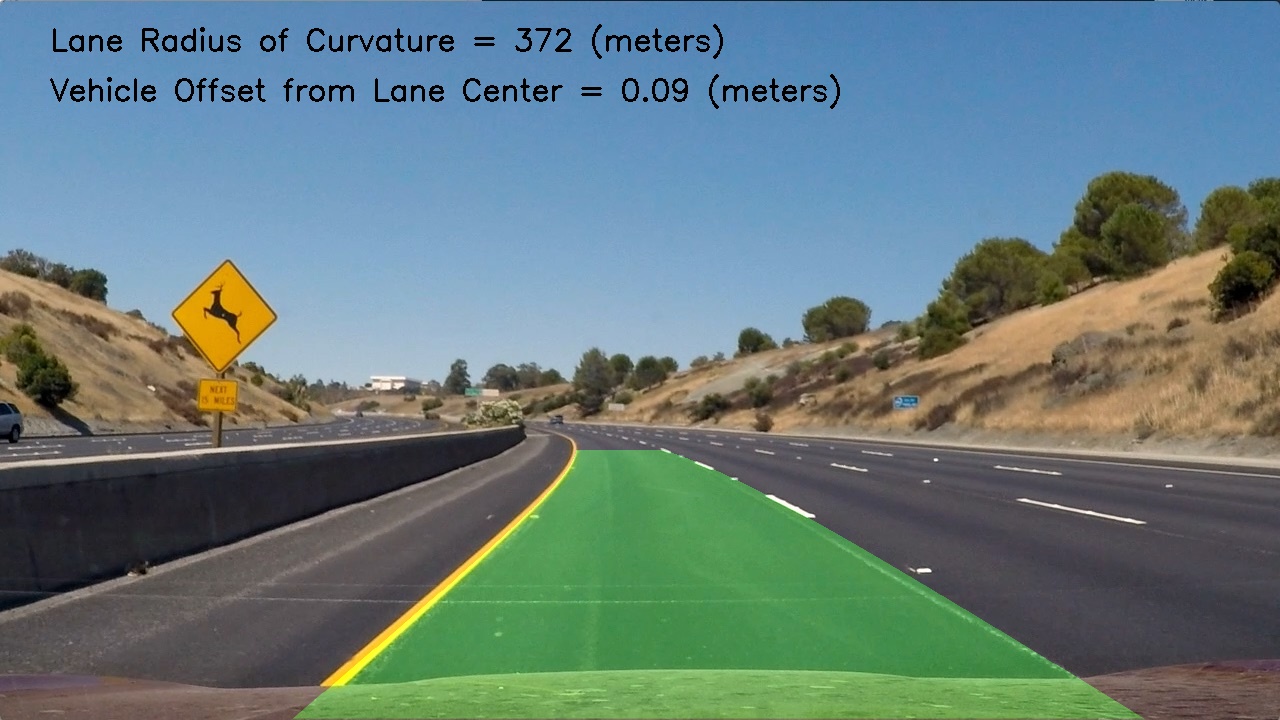 Lane Radius of Curvature = 372 (meters)
Vehicle Offset from Lane Center = 0.09 (meters)
NEXT
15 MILES